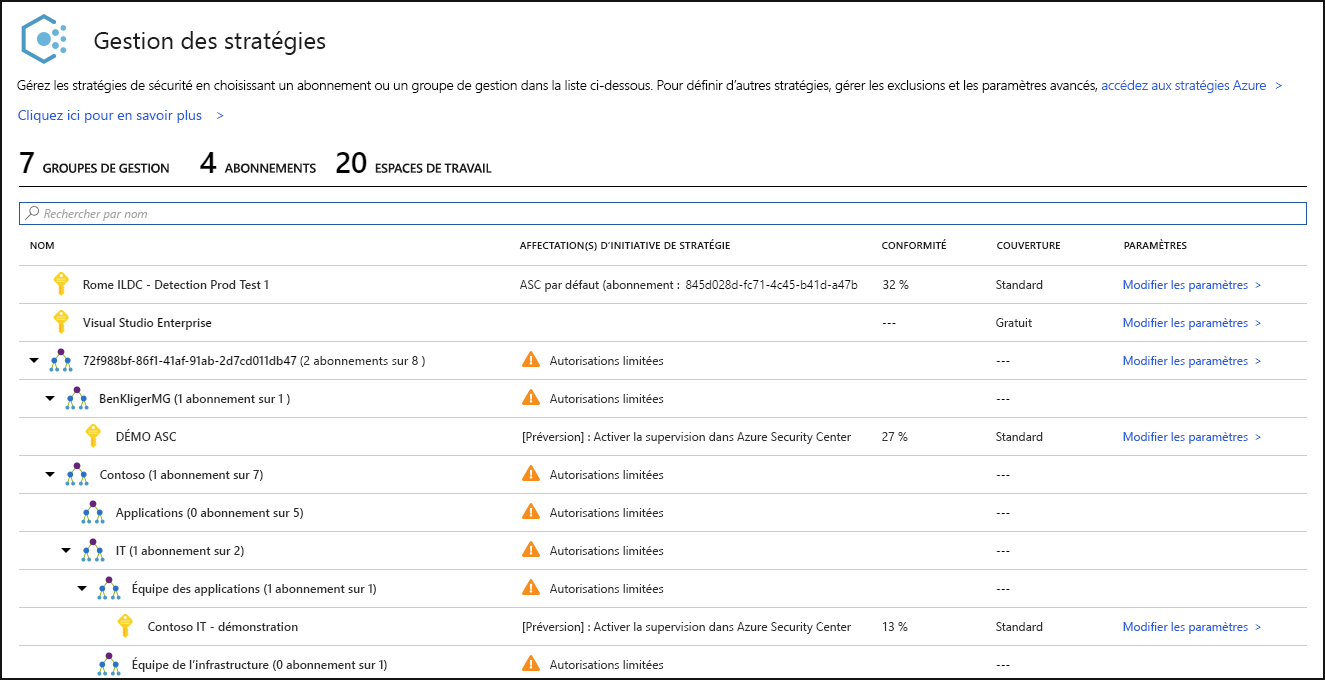 Gestion des stratégies
Gérez les stratégies de sécurité en choisissant un abonnement ou un groupe de gestion dans la liste ci-dessous. Pour définir d'autres stratégies, gérer les exclusions et les paramètres avancés, accédez aux stratégies Azure >
Cliquez ici pour en savoir plus >
7 GROUPES DE GESTION 4 ABONNEMENTS 20 ESPACES DE TRAVAIL
Rechercher par nom
NOM AFFECTATION(S) D'INITIATIVE DE STRATÉGIE CONFORMITÉ COUVERTURE PARAMÈTRES
Rome ILDC - Detection Prod Test 1 ASC par défaut (abonnement : 845d028d-fc71-4c45-b41d-a47b 32 % Standard Modifier les paramètres >
Visual Studio Enterprise --- Gratuit Modifier les paramètres >
72f988bf-86f1-41af-91ab-2d7cd011db47 (2 abonnements sur 8 ) Autorisations limitées --- Modifier les paramètres >
BenKligerMG (1 abonnement sur 1 ) Autorisations limitées ---
DÉMO ASC [Préversion] : Activer la supervision dans Azure Security Center 27 % Standard Modifier les paramètres >
Contoso (1 abonnement sur 7) Autorisations limitées ---
Applications (0 abonnement sur 5) Autorisations limitées ---
IT (1 abonnement sur 2) Autorisations limitées ---
Équipe des applications (1 abonnement sur 1) Autorisations limitées ---
Contoso IT - démonstration [Préversion] : Activer la supervision dans Azure Security Center 13 % Standard Modifier les paramètres >
Équipe de l'infrastructure (0 abonnement sur 1) Autorisations limitées ---